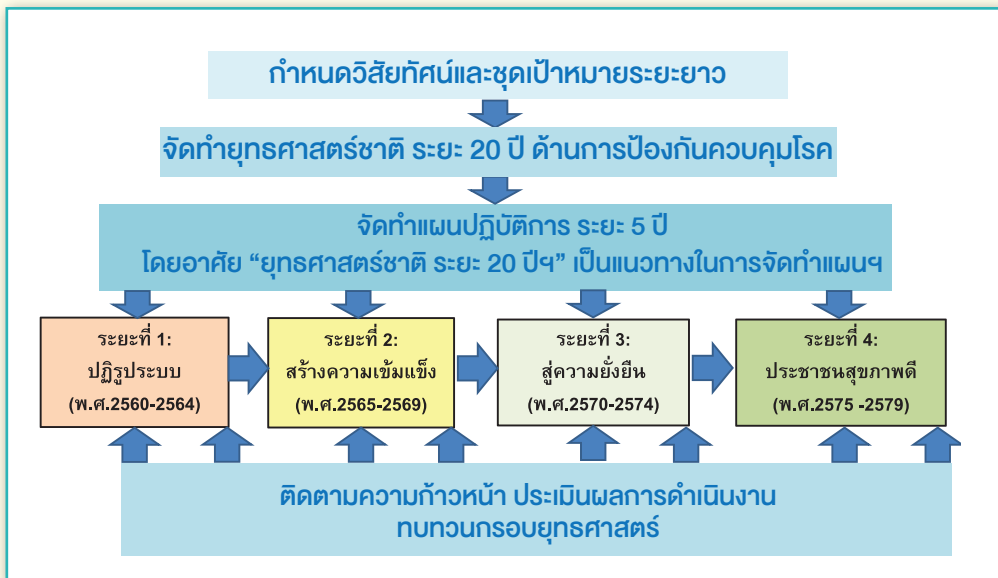 กำหนดวิสัยทัศน์และชุดเป้าหมายระยะยาว
จัดทำยุทธศาสตร์ชาติ ระยะ 20 ปี ด้านการป้องกันควบคุมโรค
จัดทำแผนปฏิบัติการ ระยะ 5 ปี
โดยอาศัย “ยุทธศาสตร์ชาติ ระยะ 20 ปีฯ” เป็นแนวทางในการจัดทำแผนฯ
ระยะที่ 1:
ปฏิรูประบบ
(พ.ศ.2560-2564)
ระยะที่ 2:
สร้างความเข้มแข็ง
(พ.ศ.2565-2569)
ระยะที่ 3:
สู่ความยั่งยืน
(พ.ศ.2570-2574)
ระยะที่ 4:
ประชาชนสุขภาพดี
(พ.ศ.2575 -2579)
ติดตามความก้าวหน้า ประเมินผลการดำเนินงาน
ทบทวนกรอบยุทธศาสตร์